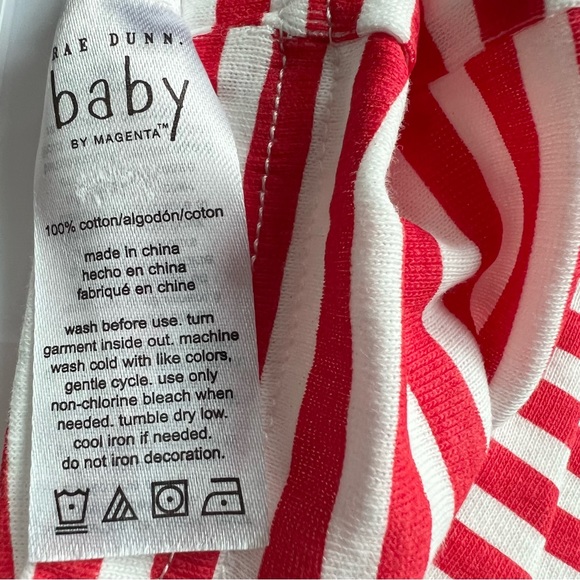 RAE DUNN.
baby
BY MAGENTA™
100% cotton/algodón/coton
made in china
hecho en china
fabriqué en chine
wash before use. turn
garment inside out. machine
wash cold with like colors,
gentle cycle. use only
non-chlorine bleach when
needed. tumble dry low.
cool iron if needed.
do not iron decoration.